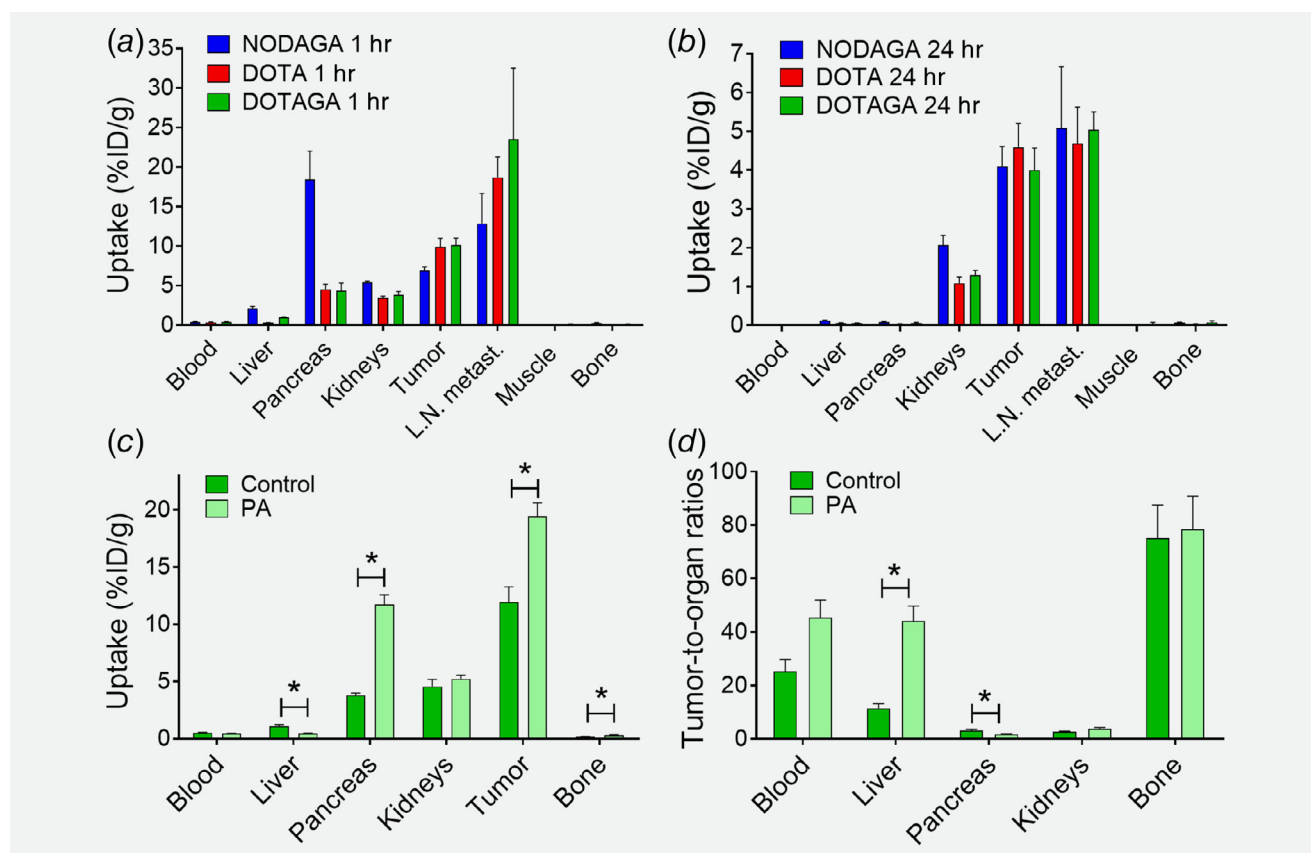 (a)
Uptake (%ID/g)
35
30
25
20
15
10
5
0
NODAGA 1 hr
DOTA 1 hr
DOTAGA 1 hr
Blood
Liver
Pancreas
Kidneys
Tumor
L.N. metast.
Muscle
Bone
(b)
Uptake (%ID/g)
7
6
5
4
3
2
1
0
NODAGA 24 hr
DOTA 24 hr
DOTAGA 24 hr
Blood
Liver
Pancreas
Kidneys
Tumor
L.N. metast.
Muscle
Bone
(c)
Uptake (%ID/g)
20
15
10
5
0
Control
PA
*
*
*
*
Blood
Liver
Pancreas
Kidneys
Tumor
Bone
(d)
Tumor-to-organ ratios
100
80
60
40
20
0
Control
PA
*
*
Blood
Liver
Pancreas
Kidneys
Bone